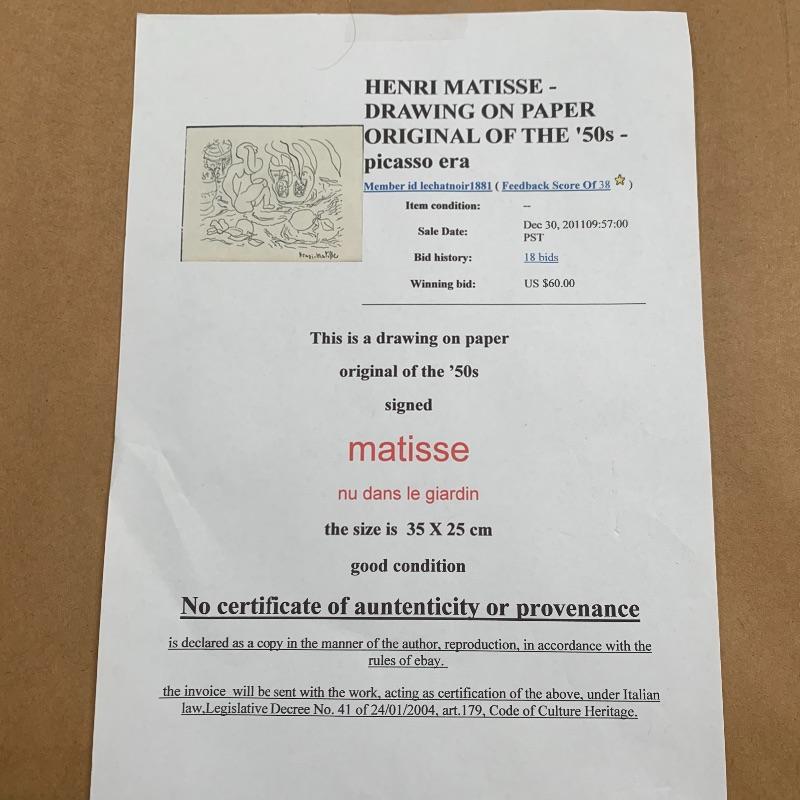 HENRI MATISSE -
DRAWING ON PAPER
ORIGINAL OF THE '50s -
picasso era
Member id lechatnoir1881 ( Feedback Score Of 38 )
Item condition: --
Sale Date: Dec 30, 201109:57:00
PST
Bid history: 18 bids
Winning bid: US $60.00
Henri-Matisse
This is a drawing on paper
original of the ’50s
signed
matisse
nu dans le giardin
the size is 35 X 25 cm
good condition
No certificate of auntenticity or provenance
is declared as a copy in the manner of the author, reproduction, in accordance with the
rules of ebay.
the invoice will be sent with the work, acting as certification of the above, under Italian
law,Legislative Decree No. 41 of 24/01/2004, art.179, Code of Culture Heritage.